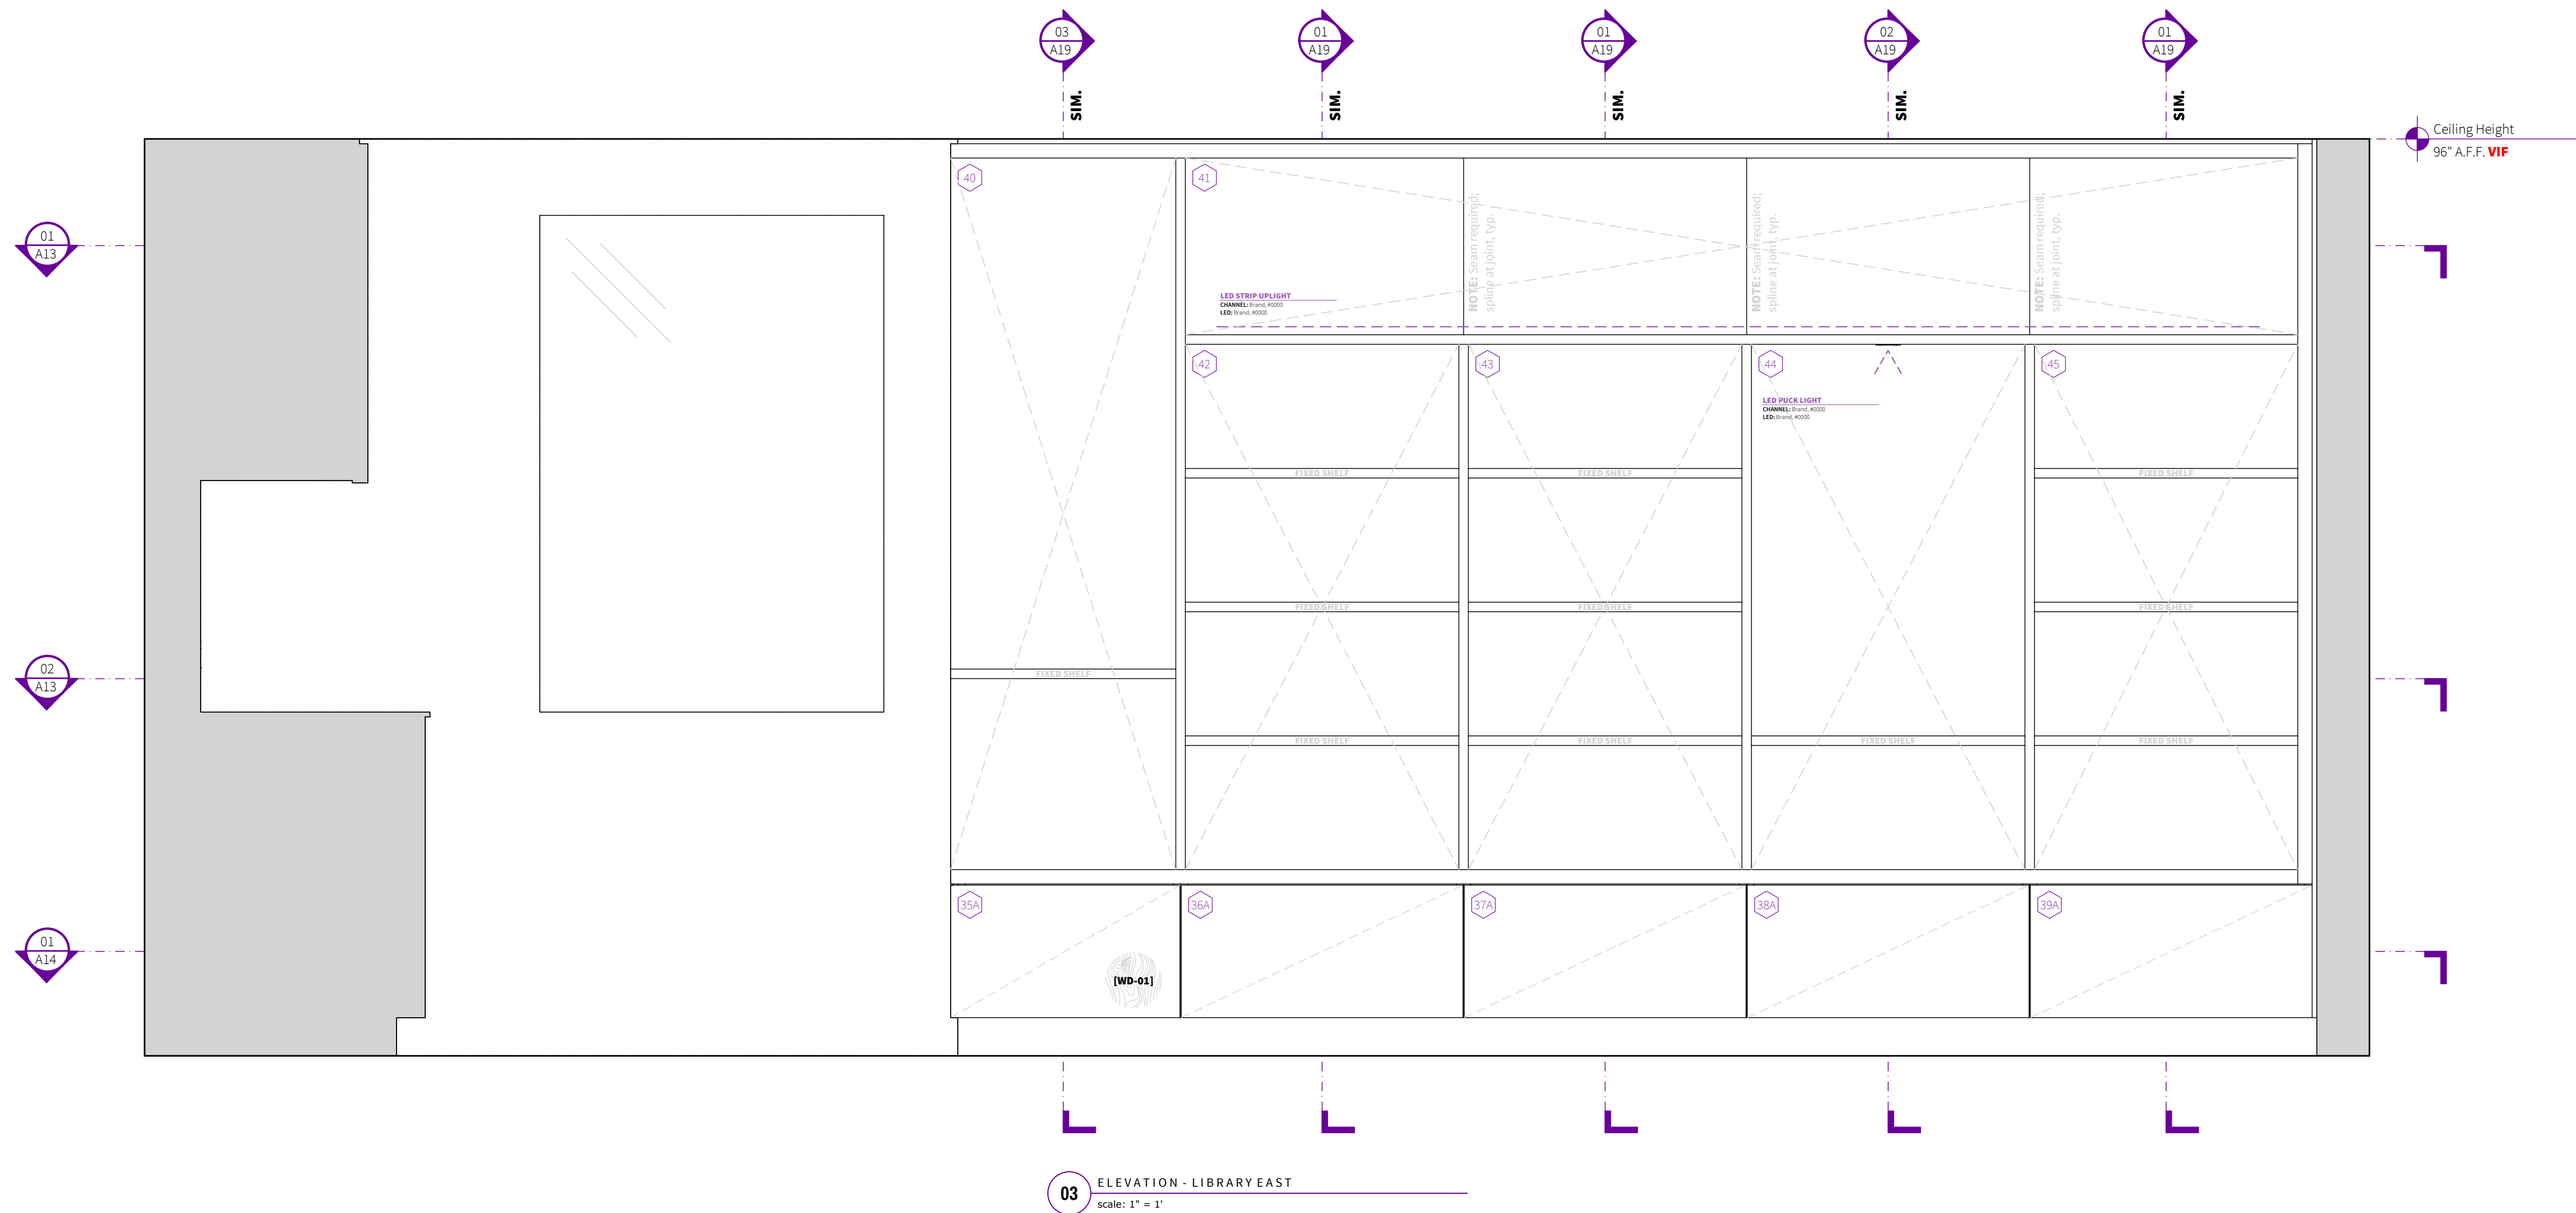 03
A19
01
A19
01
A19
02
A19
01
A19
SIM.
SIM.
SIM.
SIM.
SIM.
Ceiling Height
96" A.F.F. VIF
40
41
NOTE: Seam required;
spline at joint, typ.
NOTE: Seam required;
spline at joint, typ.
NOTE: Seam required;
spline at joint, typ.
01
A13
LED STRIP UPLIGHT
CHANNEL: Brand, #0000
LED: Brand, #0000
42
43
44
45
LED PUCK LIGHT
CHANNEL: Brand, #0000
LED: Brand, #0000
FIXED SHELF
FIXED SHELF
FIXED SHELF
FIXED SHELF
FIXED SHELF
FIXED SHELF
02
A13
FIXED SHELF
FIXED SHELF
FIXED SHELF
FIXED SHELF
FIXED SHELF
35A
36A
37A
38A
39A
01
A14
[WD-01]
03
ELEVATION - LIBRARY EAST
scale: 1" = 1'